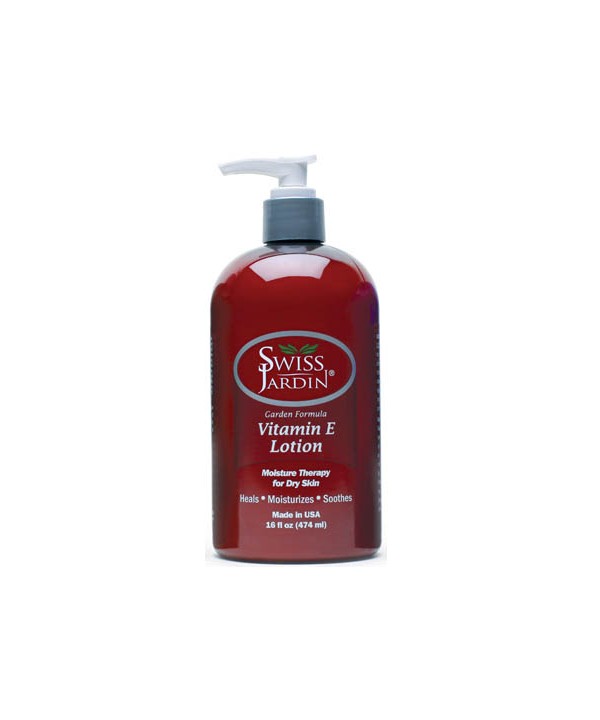 SWISS
JARDIN®
Garden Formula
Vitamin E
Lotion
Moisture Therapy
for Dry Skin
Heals • Moisturizes • Soothes
Made in USA
16 fl oz (474 ml)